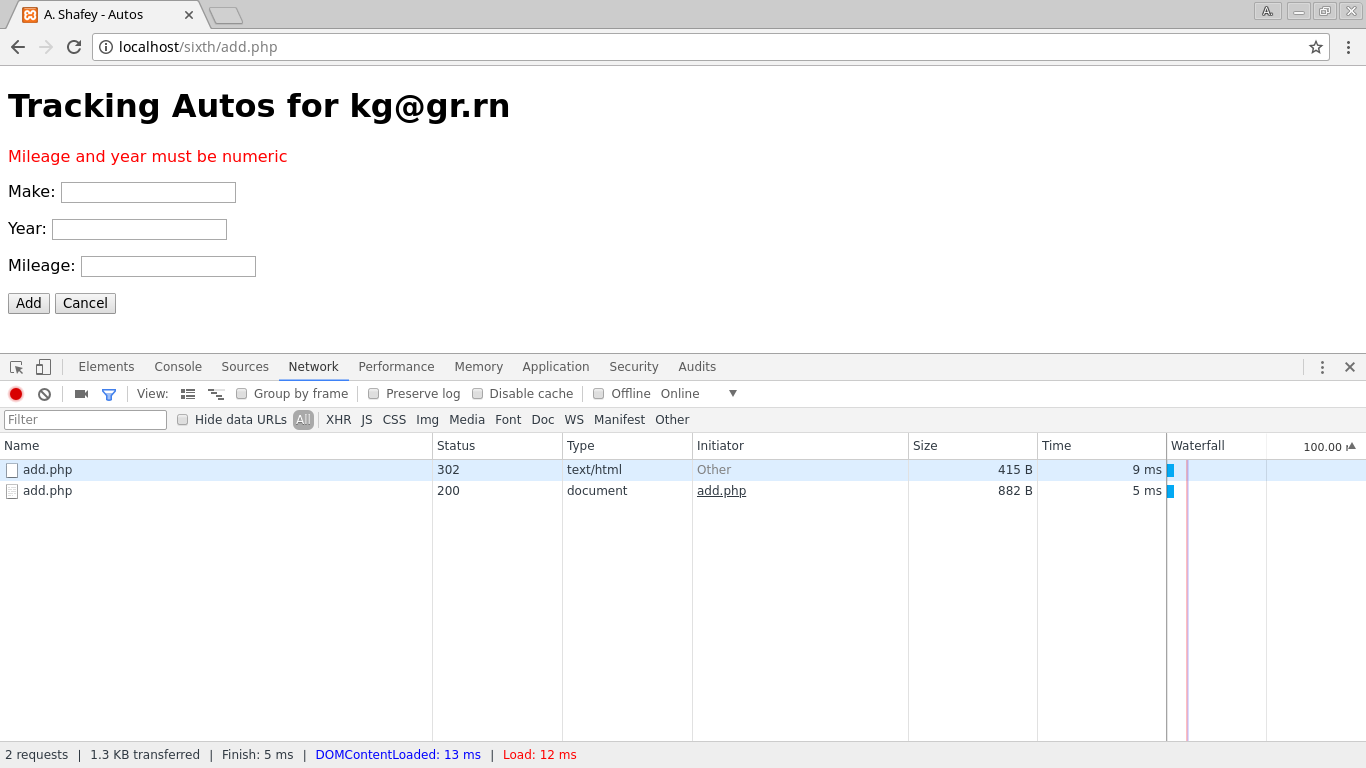 A. Shafey - Autos
A.
localhost/sixth/add.php
Tracking Autos for kg@gr.rn
Mileage and year must be numeric
Make:
Year:
Mileage:
Add Cancel
Elements Console Sources Network Performance Memory Application Security Audits
View: Group by frame Preserve log Disable cache Offline Online
Filter Hide data URLs All XHR JS CSS Img Media Font Doc WS Manifest Other
Name Status Type Initiator Size Time Waterfall 100.00
add.php 302 text/html Other 415 B 9 ms
add.php 200 document add.php 882 B 5 ms
2 requests | 1.3 KB transferred | Finish: 5 ms | DOMContentLoaded: 13 ms | Load: 12 ms